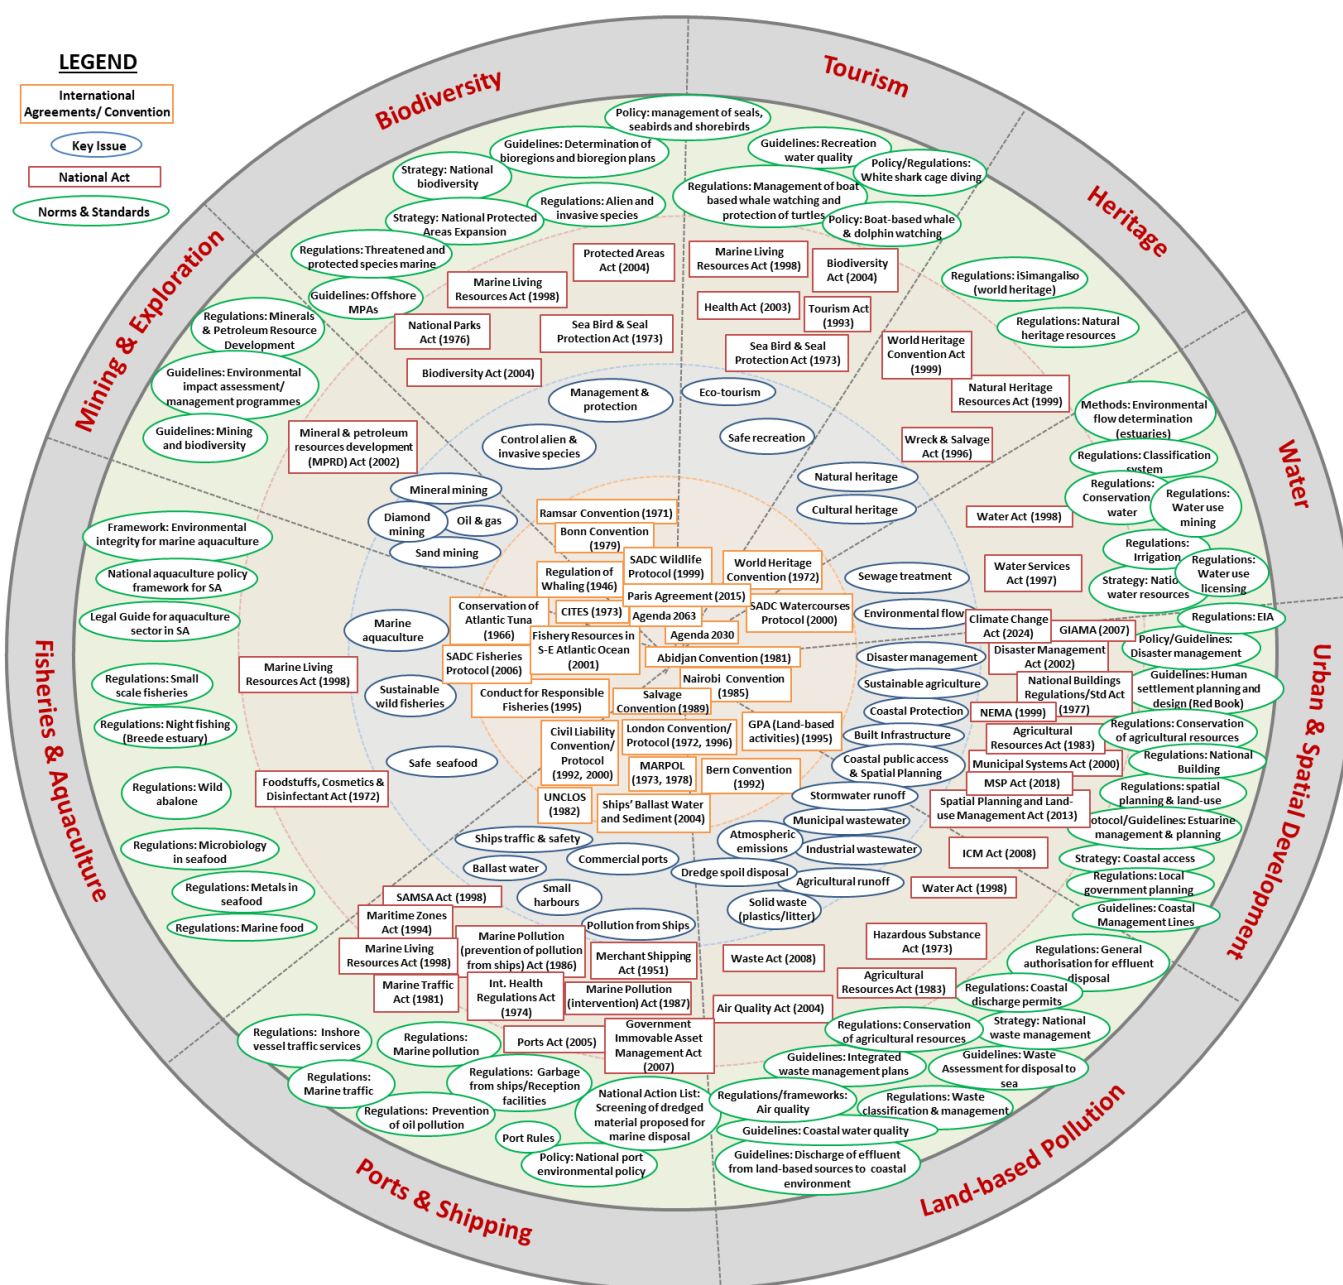 LEGEND
International
Agreements/ Convention
Key Issue
National Act
Norms & Standards
Biodiversity
Tourism
Heritage
Water
Urban & Spatial Development
Land-based Pollution
Ports & Shipping
Fisheries & Aquaculture
Mining & Exploration
Policy: management of seals,
seabirds and shorebirds
Guidelines: Determination of
bioregions and bioregion plans
Strategy: National
biodiversity
Regulations: Alien and
invasive species
Strategy: National Protected
Areas Expansion
Regulations: Threatened and
protected species marine
Guidelines: Offshore
MPAs
Protected Areas
Act (2004)
Marine Living
Resources Act (1998)
National Parks
Act (1976)
Sea Bird & Seal
Protection Act (1973)
Biodiversity Act (2004)
Management &
protection
Control alien &
invasive species
Guidelines: Recreation
water quality
Policy/Regulations:
White shark cage diving
Regulations: Management of boat
based whale watching and
protection of turtles
Policy: Boat-based whale
& dolphin watching
Marine Living
Resources Act (1998)
Biodiversity
Act (2004)
Health Act (2003)
Tourism Act
(1993)
Sea Bird & Seal
Protection Act (1973)
Eco-tourism
Safe recreation
Regulations: iSimangaliso
(world heritage)
Regulations: Natural
heritage resources
World Heritage
Convention Act
(1999)
Natural Heritage
Resources Act (1999)
Wreck & Salvage
Act (1996)
Natural heritage
Cultural heritage
Methods: Environmental
flow determination
(estuaries)
Regulations: Classification
system
Regulations:
Conservation
water
Regulations:
Water use
mining
Regulations:
Irrigation
Regulations:
Water use
licensing
Strategy: Natio
water resources
Water Act (1998)
Water Services
Act (1997)
Sewage treatment
Environmental flow
Regulations: EIA
Climate Change
Act (2024)
GIAMA (2007)
Policy/Guidelines:
Disaster management
Disaster Management
Act (2002)
National Buildings
Regulations/Std Act
(1977)
Guidelines: Human
settlement planning and
design (Red Book)
NEMA (1999)
Agricultural
Resources Act (1983)
Regulations: Conservation
of agricultural resources
Municipal Systems Act (2000)
Regulations: National
Building
MSP Act (2018)
Regulations: spatial
planning & land-use
Spatial Planning and Land-
use Management Act (2013)
otocol/Guidelines: Estuarine
management & planning
ICM Act (2008)
Strategy: Coastal access
Regulations: Local
government planning
Guidelines: Coastal
Management Lines
Disaster management
Sustainable agriculture
Coastal Protection
Built Infrastructure
Coastal public access
& Spatial Planning
Stormwater runoff
Municipal wastewater
Industrial wastewater
Atmospheric
emissions
Dredge spoil disposal
Agricultural runoff
Solid waste
(plastics/litter)
Water Act (1998)
Hazardous Substance
Act (1973)
Waste Act (2008)
Agricultural
Resources Act (1983)
Air Quality Act (2004)
Regulations: General
authorisation for effluent
disposal
Regulations: Coastal
discharge permits
Strategy: National
waste management
Regulations: Conservation
of agricultural resources
Guidelines: Integrated
waste management plans
Guidelines: Waste
Assessment for disposal to
sea
Regulations/frameworks:
Air quality
Regulations: Waste
classification & management
Guidelines: Coastal water quality
Guidelines: Discharge of effluent
from land-based sources to coastal
environment
Ships traffic & safety
Commercial ports
Ballast water
Small
harbours
Pollution from Ships
SAMSA Act (1998)
Maritime Zones
Act (1994)
Marine Living
Resources Act (1998)
Marine Pollution
(prevention of pollution
from ships) Act (1986)
Merchant Shipping
Act (1951)
Marine Traffic
Act (1981)
Int. Health
Regulations Act
(1974)
Marine Pollution
(intervention) Act (1987)
Ports Act (2005)
Government
Immovable Asset
Management Act
(2007)
Regulations: Inshore
vessel traffic services
Regulations:
Marine pollution
Regulations:
Marine traffic
Regulations: Garbage
from ships/Reception
facilities
Regulations: Prevention
of oil pollution
National Action List:
Screening of dredged
material proposed for
marine disposal
Port Rules
Policy: National port
environmental policy
Framework: Environmental
integrity for marine aquaculture
National aquaculture policy
framework for SA
Legal Guide for aquaculture
sector in SA
Regulations: Small
scale fisheries
Regulations: Night fishing
(Breede estuary)
Regulations: Wild
abalone
Regulations: Microbiology
in seafood
Regulations: Metals in
seafood
Regulations: Marine food
Marine Living
Resources Act (1998)
Foodstuffs, Cosmetics &
Disinfectant Act (1972)
Marine
aquaculture
Sustainable
wild fisheries
Safe seafood
Regulations: Minerals
& Petroleum Resource
Development
Guidelines: Environmental
impact assessment/
management programmes
Guidelines: Mining
and biodiversity
Mineral & petroleum
resources development
(MPRD) Act (2002)
Mineral mining
Diamond
mining
Oil & gas
Sand mining
Ramsar Convention (1971)
Bonn Convention
(1979)
SADC Wildlife
Protocol (1999)
World Heritage
Convention (1972)
Regulation of
Whaling (1946)
Paris Agreement (2015)
CITES (1973)
Agenda 2063
SADC Watercourses
Protocol (2000)
Conservation of
Atlantic Tuna
(1966)
Agenda 2030
Fishery Resources in
S-E Atlantic Ocean
(2001)
SADC Fisheries
Protocol (2006)
Abidjan Convention (1981)
Nairobi Convention
(1985)
Conduct for Responsible
Fisheries (1995)
Salvage
Convention (1989)
Civil Liability
Convention/
Protocol
(1992, 2000)
London Convention/
Protocol (1972, 1996)
GPA (Land-based
activities) (1995)
MARPOL
(1973, 1978)
Bern Convention
(1992)
UNCLOS
(1982)
Ships' Ballast Water
and Sediment (2004)